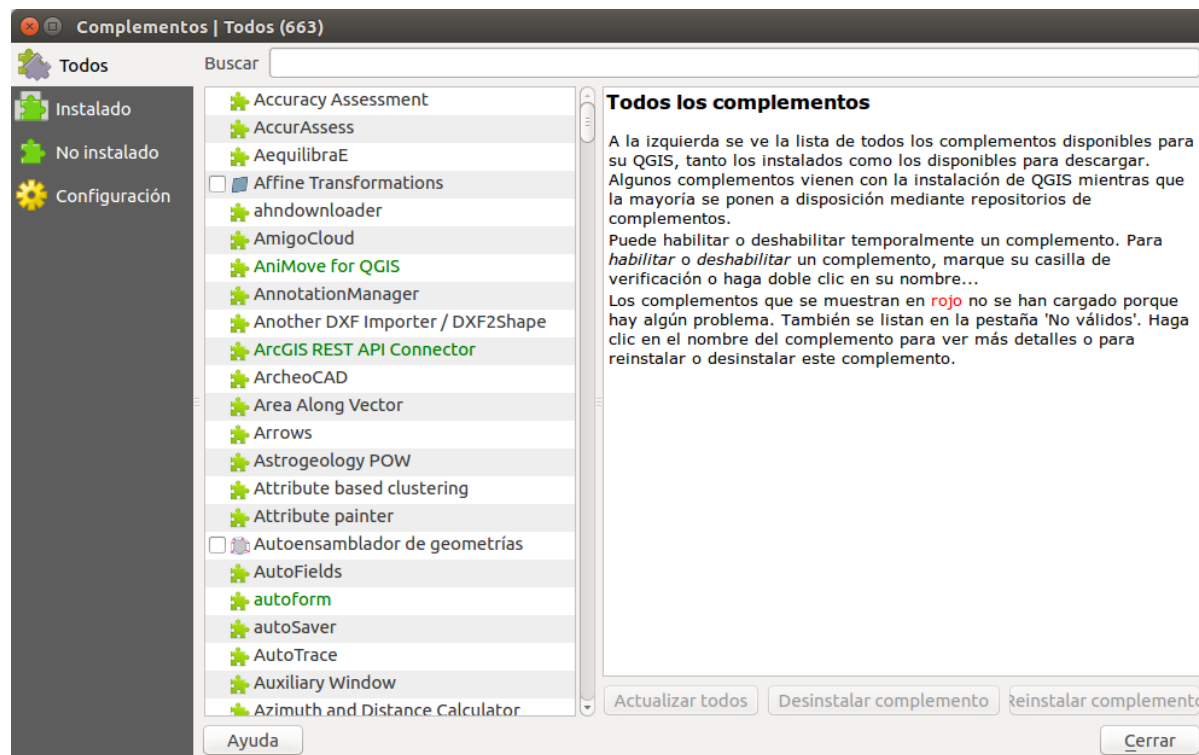 Complementos | Todos (663)
Todos
Instalado
No instalado
Configuración
Buscar
Accuracy Assessment
AccurAssess
AequilibraE
Affine Transformations
ahndownloader
AmigoCloud
AniMove for QGIS
AnnotationManager
Another DXF Importer / DXF2Shape
ArcGIS REST API Connector
ArcheoCAD
Area Along Vector
Arrows
Astrogeology POW
Attribute based clustering
Attribute painter
Autoensamblador de geometrías
AutoFields
autoform
autoSaver
AutoTrace
Auxiliary Window
Azimuth and Distance Calculator
Todos los complementos
A la izquierda se ve la lista de todos los complementos disponibles para
su QGIS, tanto los instalados como los disponibles para descargar.
Algunos complementos vienen con la instalación de QGIS mientras que
la mayoría se ponen a disposición mediante repositorios de
complementos.
Puede habilitar o deshabilitar temporalmente un complemento. Para
habilitar o deshabilitar un complemento, marque su casilla de
verificación o haga doble clic en su nombre...
Los complementos que se muestran en rojo no se han cargado porque
hay algún problema. También se listan en la pestaña 'No válidos'. Haga
clic en el nombre del complemento para ver más detalles o para
reinstalar o desinstalar este complemento.
Actualizar todos
Desinstalar complemento
Reinstalar complemento
Ayuda
Cerrar